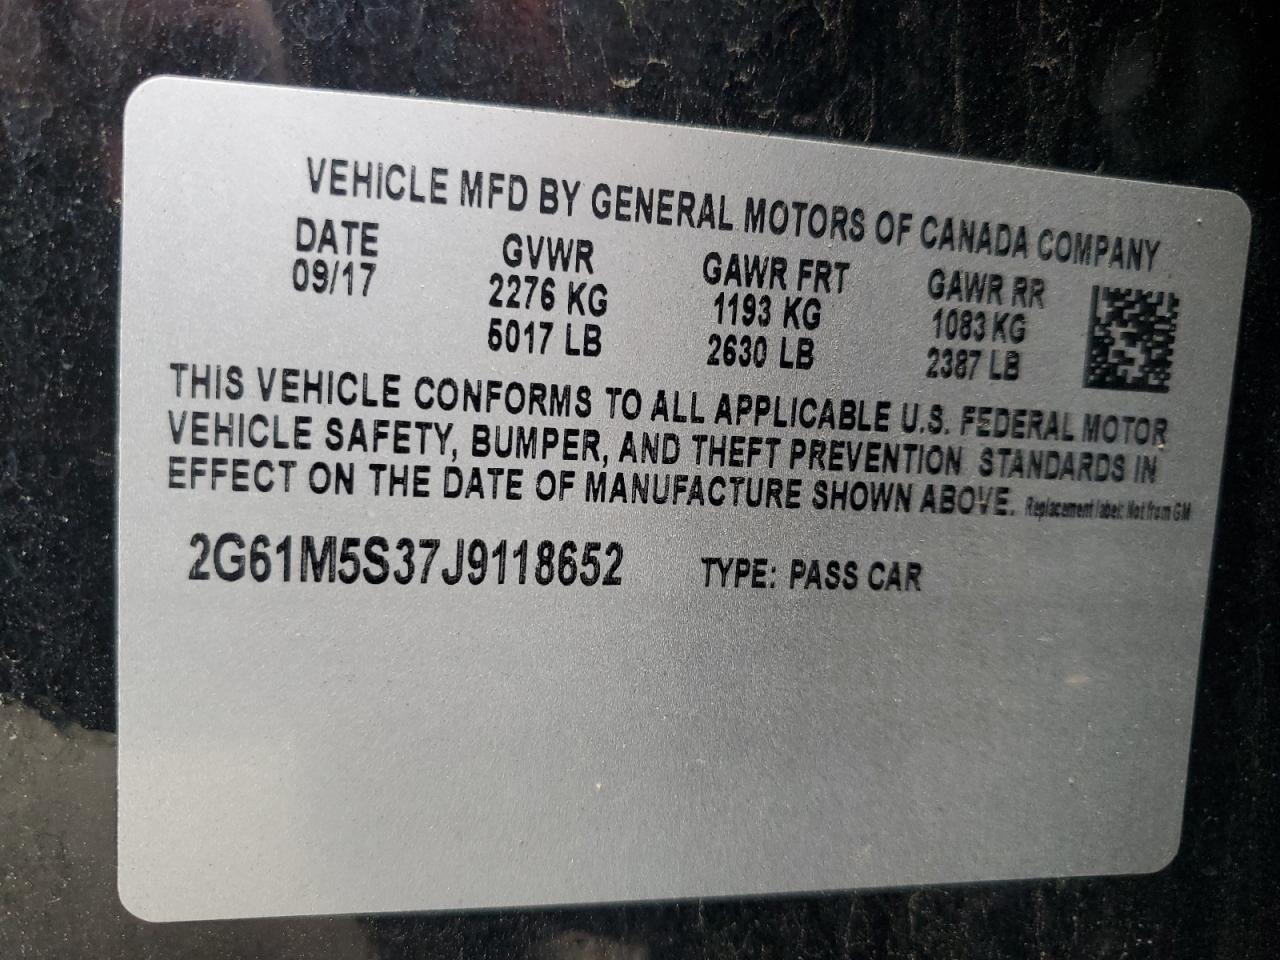 VEHICLE MFD BY GENERAL MOTORS OF CANADA COMPANY
DATE GVWR GAWR FRT GAWR RR
09/17 2276 KG 1193 KG 1083 KG
5017 LB 2630 LB 2387 LB
THIS VEHICLE CONFORMS TO ALL APPLICABLE U.S. FEDERAL MOTOR
VEHICLE SAFETY, BUMPER, AND THEFT PREVENTION STANDARDS IN
EFFECT ON THE DATE OF MANUFACTURE SHOWN ABOVE. Replacement label: Not from GM
2G61M5S37J9118652 TYPE: PASS CAR